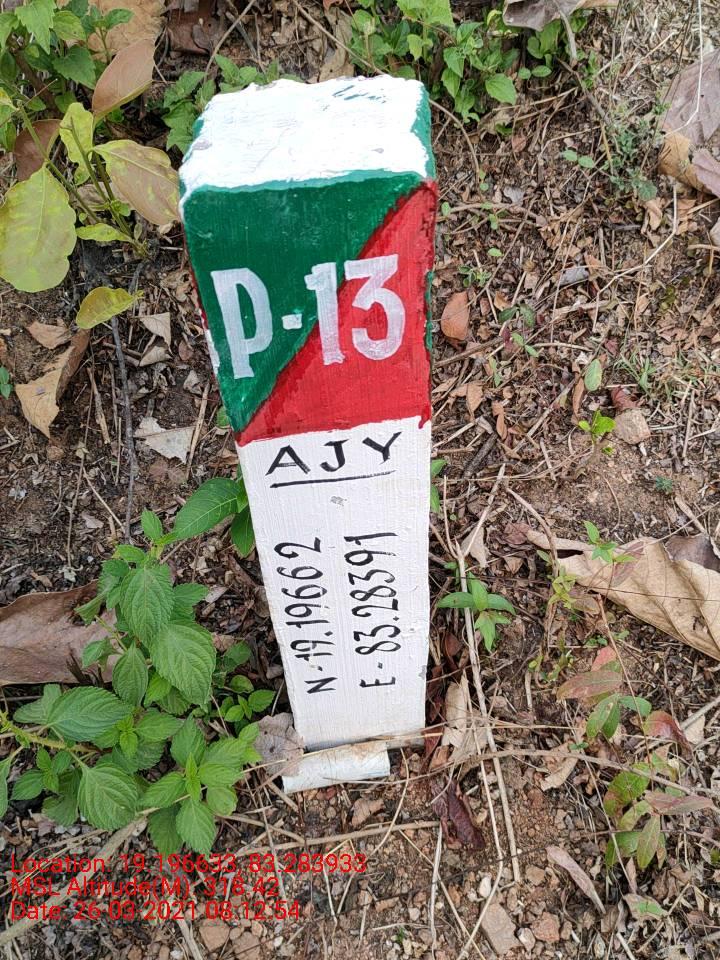 P-13
AJY
N-19.19662
E-83.28391
Location: 19.196633, 83.283933
MSL Altitude(M): 318.42
Date: 26-03-2021 08:12:54